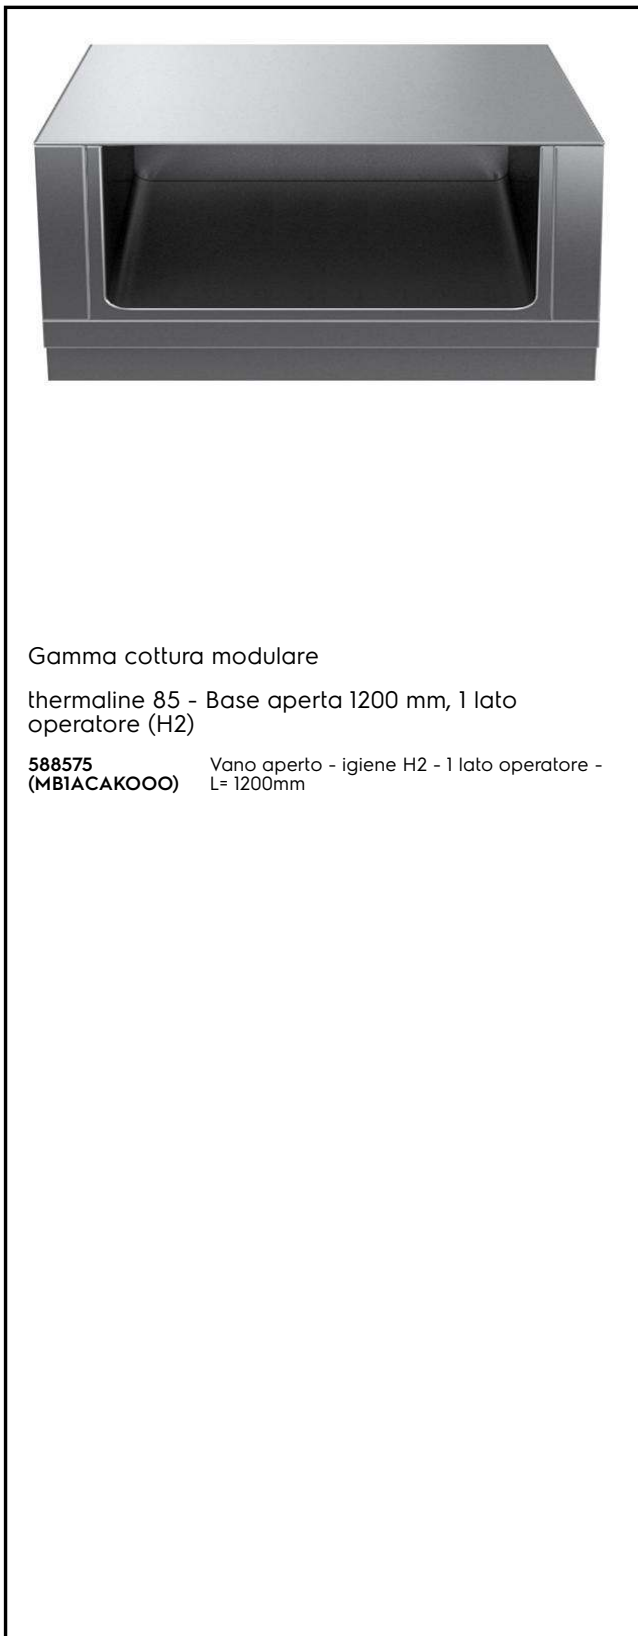 Gamma cottura modulare
thermaline 85 - Base aperta 1200 mm, 1 lato
operatore (H2)
588575 Vano aperto - igiene H2 - 1 lato operatore -
(MB1ACAKOOO) L= 1200mm